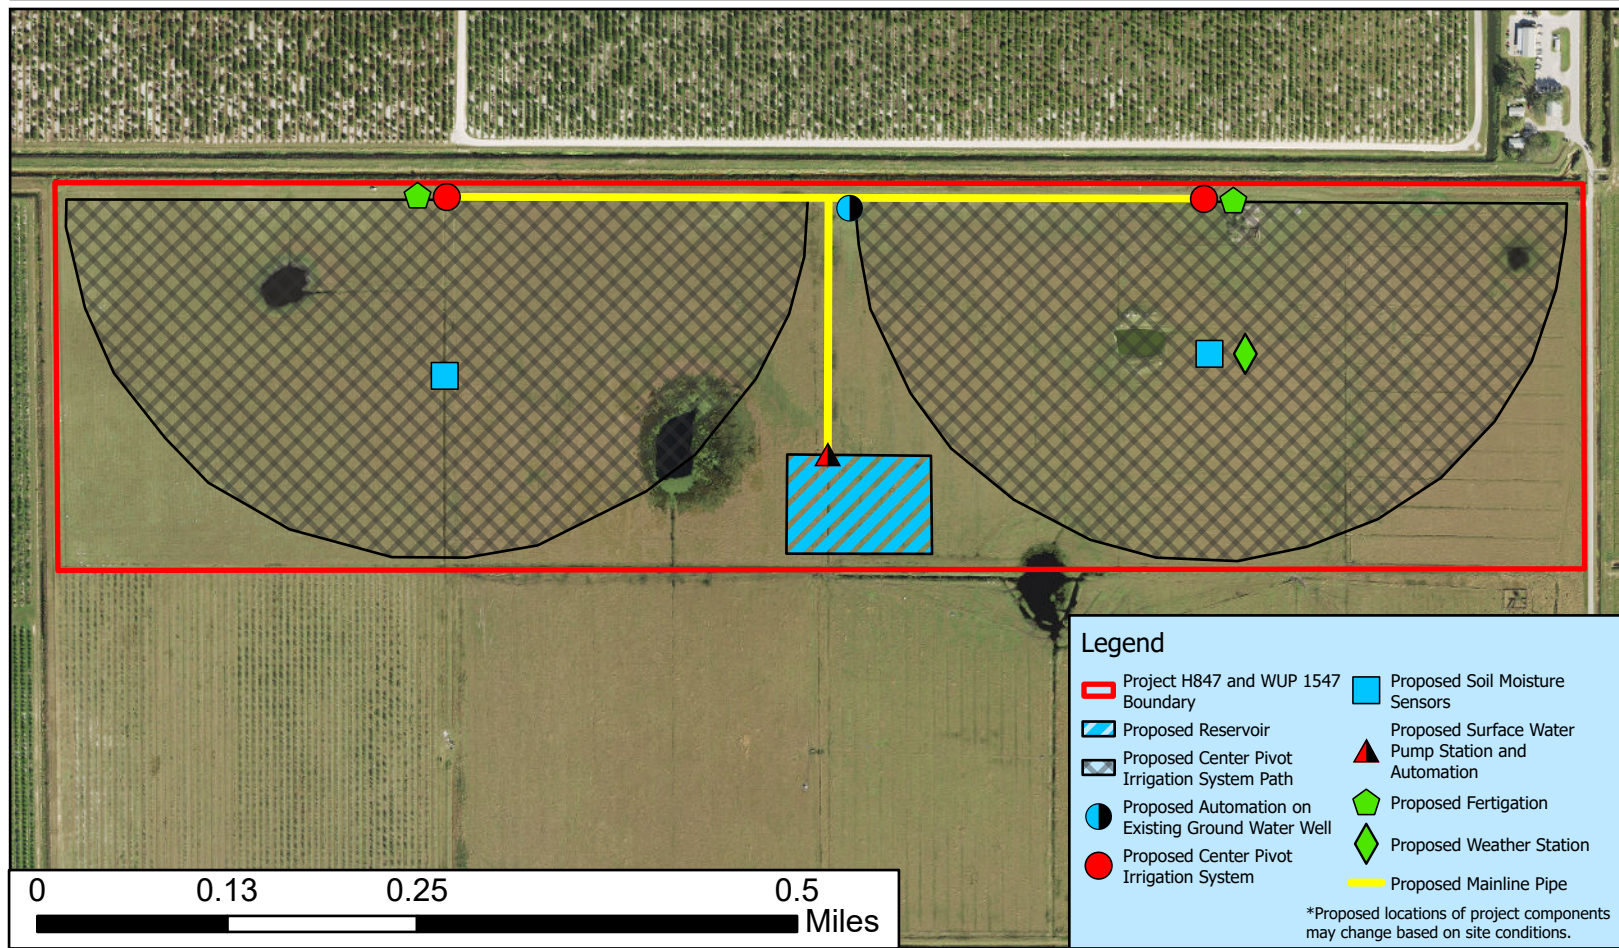 Legend
Project H847 and WUP 1547
Boundary
Proposed Reservoir
Proposed Center Pivot
Irrigation System Path
Proposed Automation on
Existing Ground Water Well
Proposed Center Pivot
Irrigation System
Proposed Soil Moisture
Sensors
Proposed Surface Water
Pump Station and
Automation
Proposed Fertigation
Proposed Weather Station
Proposed Mainline Pipe
*Proposed locations of project components
may change based on site conditions.
0 0.13 0.25 0.5
Miles